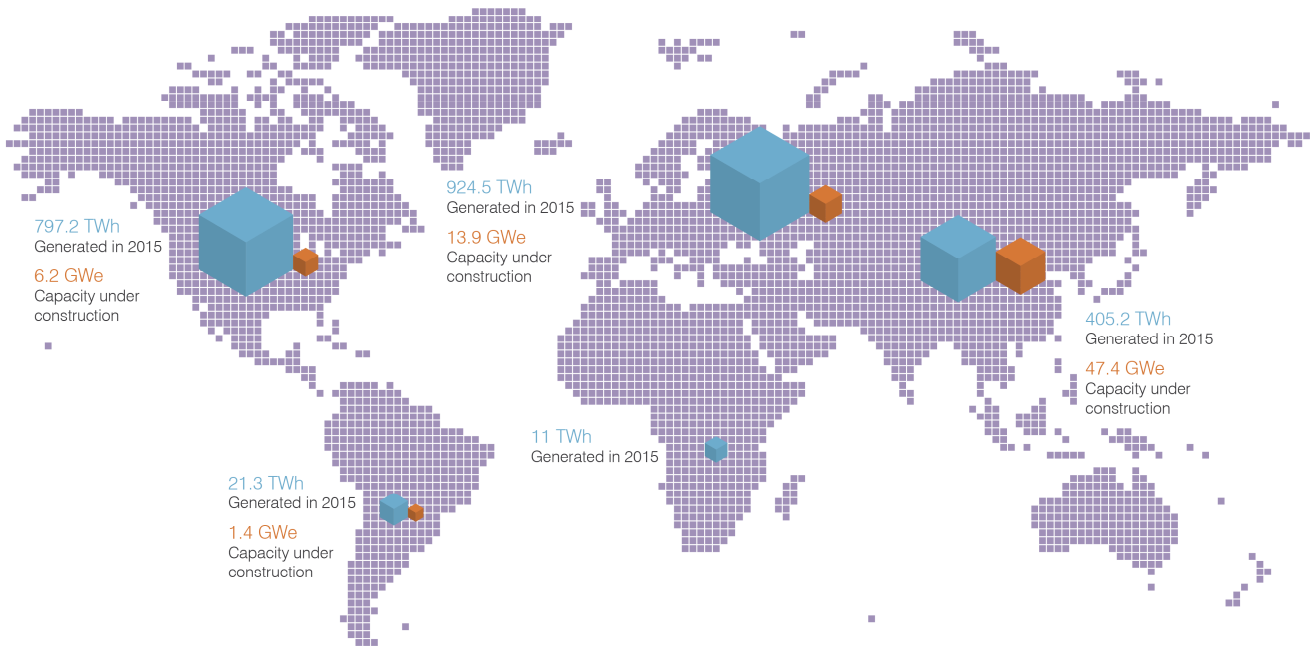 797.2 TWh
Generated in 2015
6.2 GWe
Capacity under
construction
924.5 TWh
Generated in 2015
13.9 GWe
Capacity under
construction
405.2 TWh
Generated in 2015
47.4 GWe
Capacity under
construction
11 TWh
Generated in 2015
21.3 TWh
Generated in 2015
1.4 GWe
Capacity under
construction